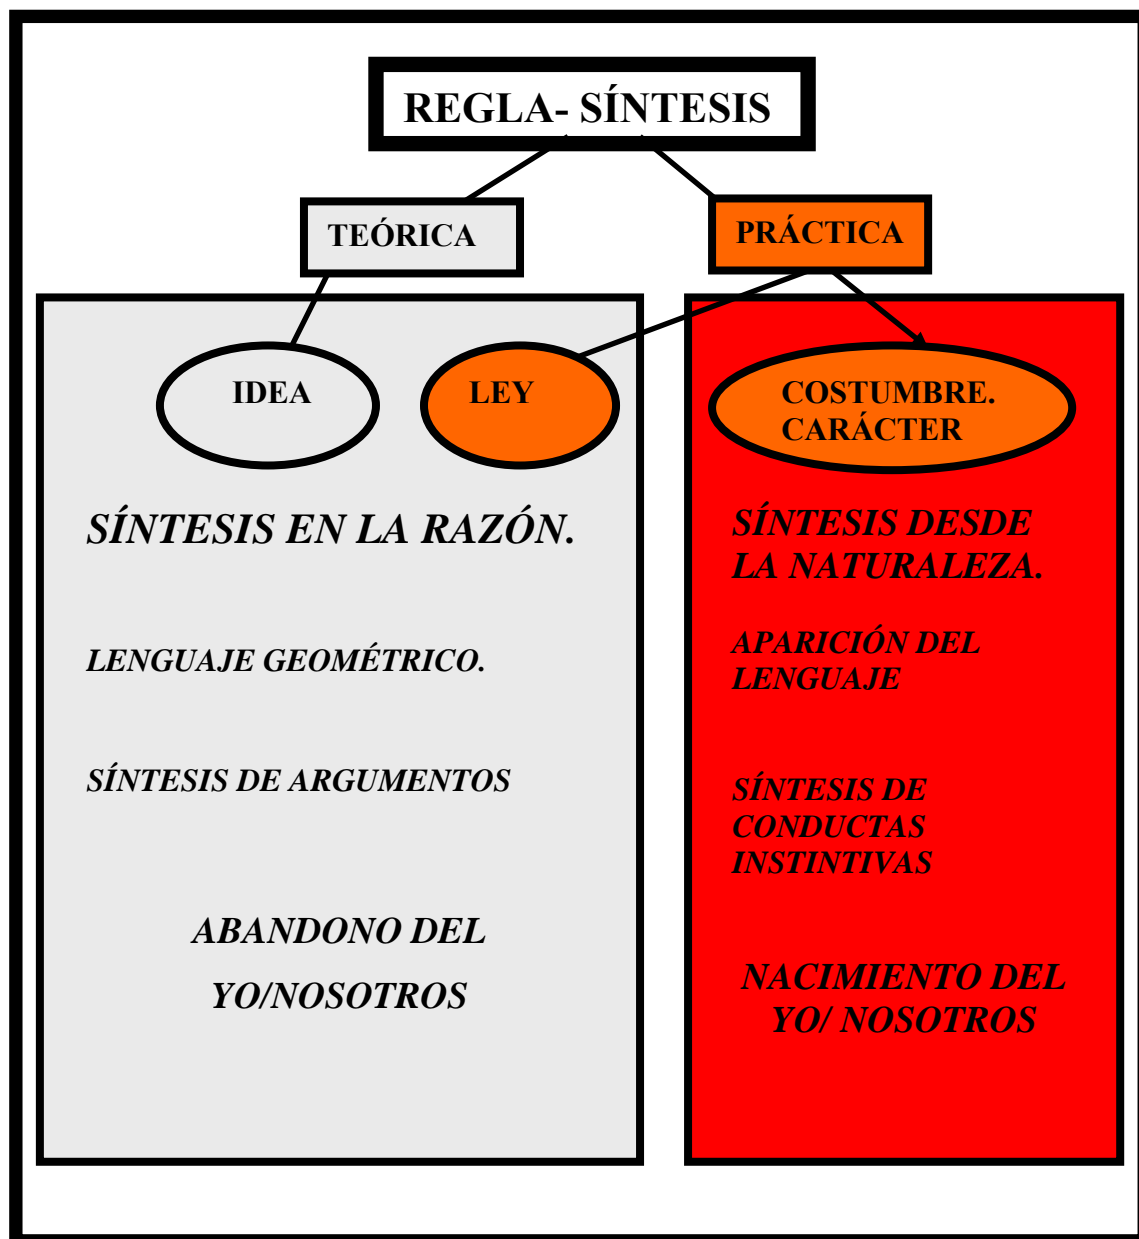 REGLA- SÍNTESIS
TEÓRICA
PRÁCTICA
IDEA
LEY
COSTUMBRE.
CARÁCTER
SÍNTESIS EN LA RAZÓN.
LENGUAJE GEOMÉTRICO.
SÍNTESIS DE ARGUMENTOS
ABANDONO DEL
YO/NOSOTROS
SÍNTESIS DESDE
LA NATURALEZA.
APARICIÓN DEL
LENGUAJE
SÍNTESIS DE
CONDUCTAS
INSTINTIVAS
NACIMIENTO DEL
YO/ NOSOTROS